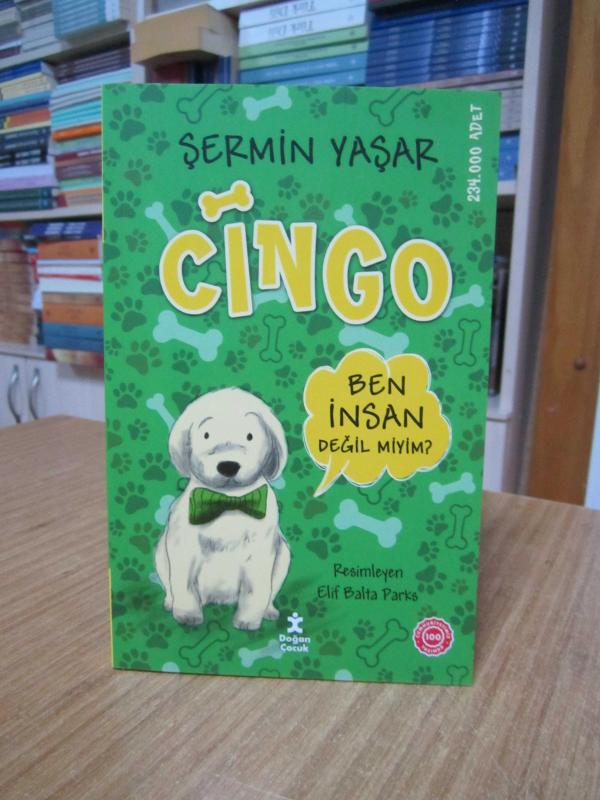 ŞERMİN YAŞAR
234.000 ADET
CİNGO
BEN
İNSAN
DEĞİL MİYİM?
Resimleyen
Elif Balta Parks
Doğan
Çocuk
100